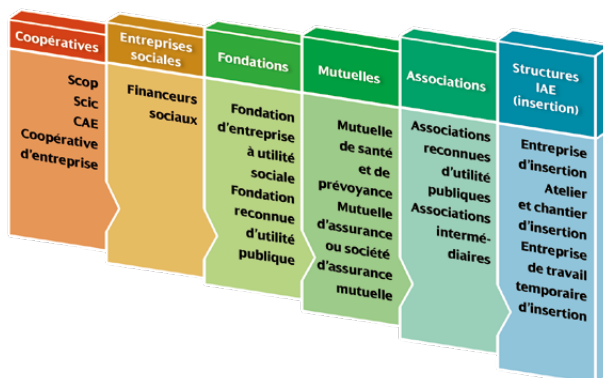 Coopératives
Scop
Scic
CAE
Coopérative
d'entreprise
Entreprises
sociales
Financeurs
sociaux
Fondations
Fondation
d'entreprise
à utilité
sociale
Fondation
reconnue
d'utilité
publique
Mutuelles
Mutuelle
de santé
et de
prévoyance
Mutuelle
d'assurance
ou société
d'assurance
mutuelle
Associations
Associations
reconnues
d'utilité
publiques
Associations
intermé-
diaires
Structures
IAE
(insertion)
Entreprise
d'insertion
Atelier
et chantier
d'insertion
Entreprise
de travail
temporaire
d'insertion